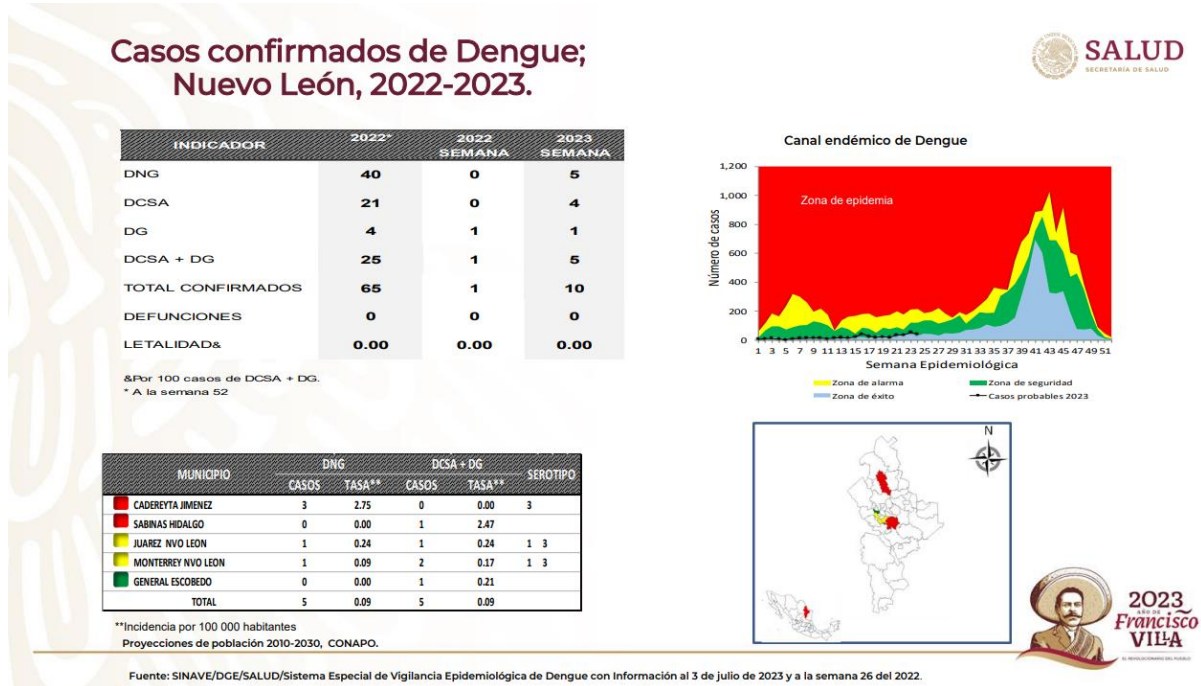 Casos confirmados de Dengue;
Nuevo León, 2022-2023.
SALUD
SECRETARÍA DE SALUD
INDICADOR 2022* 2022 SEMANA 2023 SEMANA
DNG 40 0 5
DCSA 21 0 4
DG 4 1 1
DCSA + DG 25 1 5
TOTAL CONFIRMADOS 65 1 10
DEFUNCIONES 0 0 0
LETALIDAD& 0.00 0.00 0.00
&Por 100 casos de DCSA + DG.
* A la semana 52
Canal endémico de Dengue
Número de casos
1,200
1,000
800
600
400
200
0
Zona de epidemia
1 3 5 7 9 11 13 15 16 17 19 21 23 25 27 29 31 33 35 37 39 41 43 45 47 49 51
Semana Epidemiológica
Zona de alarma Zona de seguridad
Zona de éxito Casos probables 2023
MUNICIPIO DNG DCSA + DG SEROTIPO
CASOS TASA** CASOS TASA**
CADEREYTA JIMENEZ 3 2.75 0 0.00 3
SABINAS HIDALGO 0 0.00 1 2.47
JUAREZ NVO LEON 1 0.24 1 0.24 1 3
MONTERREY NVO LEON 1 0.09 2 0.17 1 3
GENERAL ESCOBEDO 0 0.00 1 0.21
TOTAL 5 0.09 5 0.09
**Incidencia por 100 000 habitantes
Proyecciones de población 2010-2030, CONAPO.
N
2023
AÑO DE
Francisco
VILLA
EL REVOLUCIONARIO DEL PUEBLO
Fuente: SINAVE/DGE/SALUD/Sistema Especial de Vigilancia Epidemiológica de Dengue con Información al 3 de julio de 2023 y a la semana 26 del 2022.